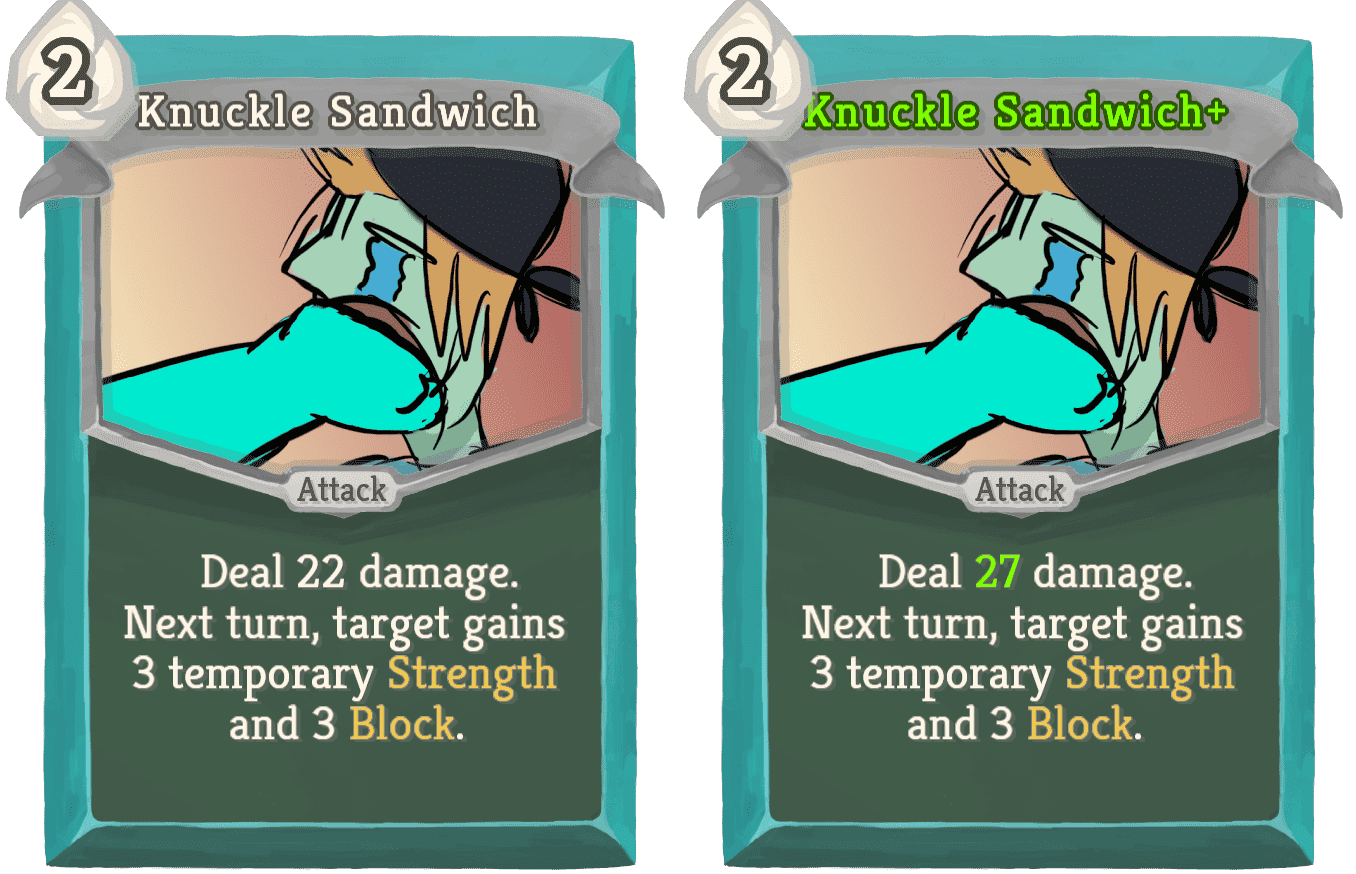 2
Knuckle Sandwich
Attack
Deal 22 damage.
Next turn, target gains
3 temporary Strength
and 3 Block.
2
Knuckle Sandwich+
Attack
Deal 27 damage.
Next turn, target gains
3 temporary Strength
and 3 Block.